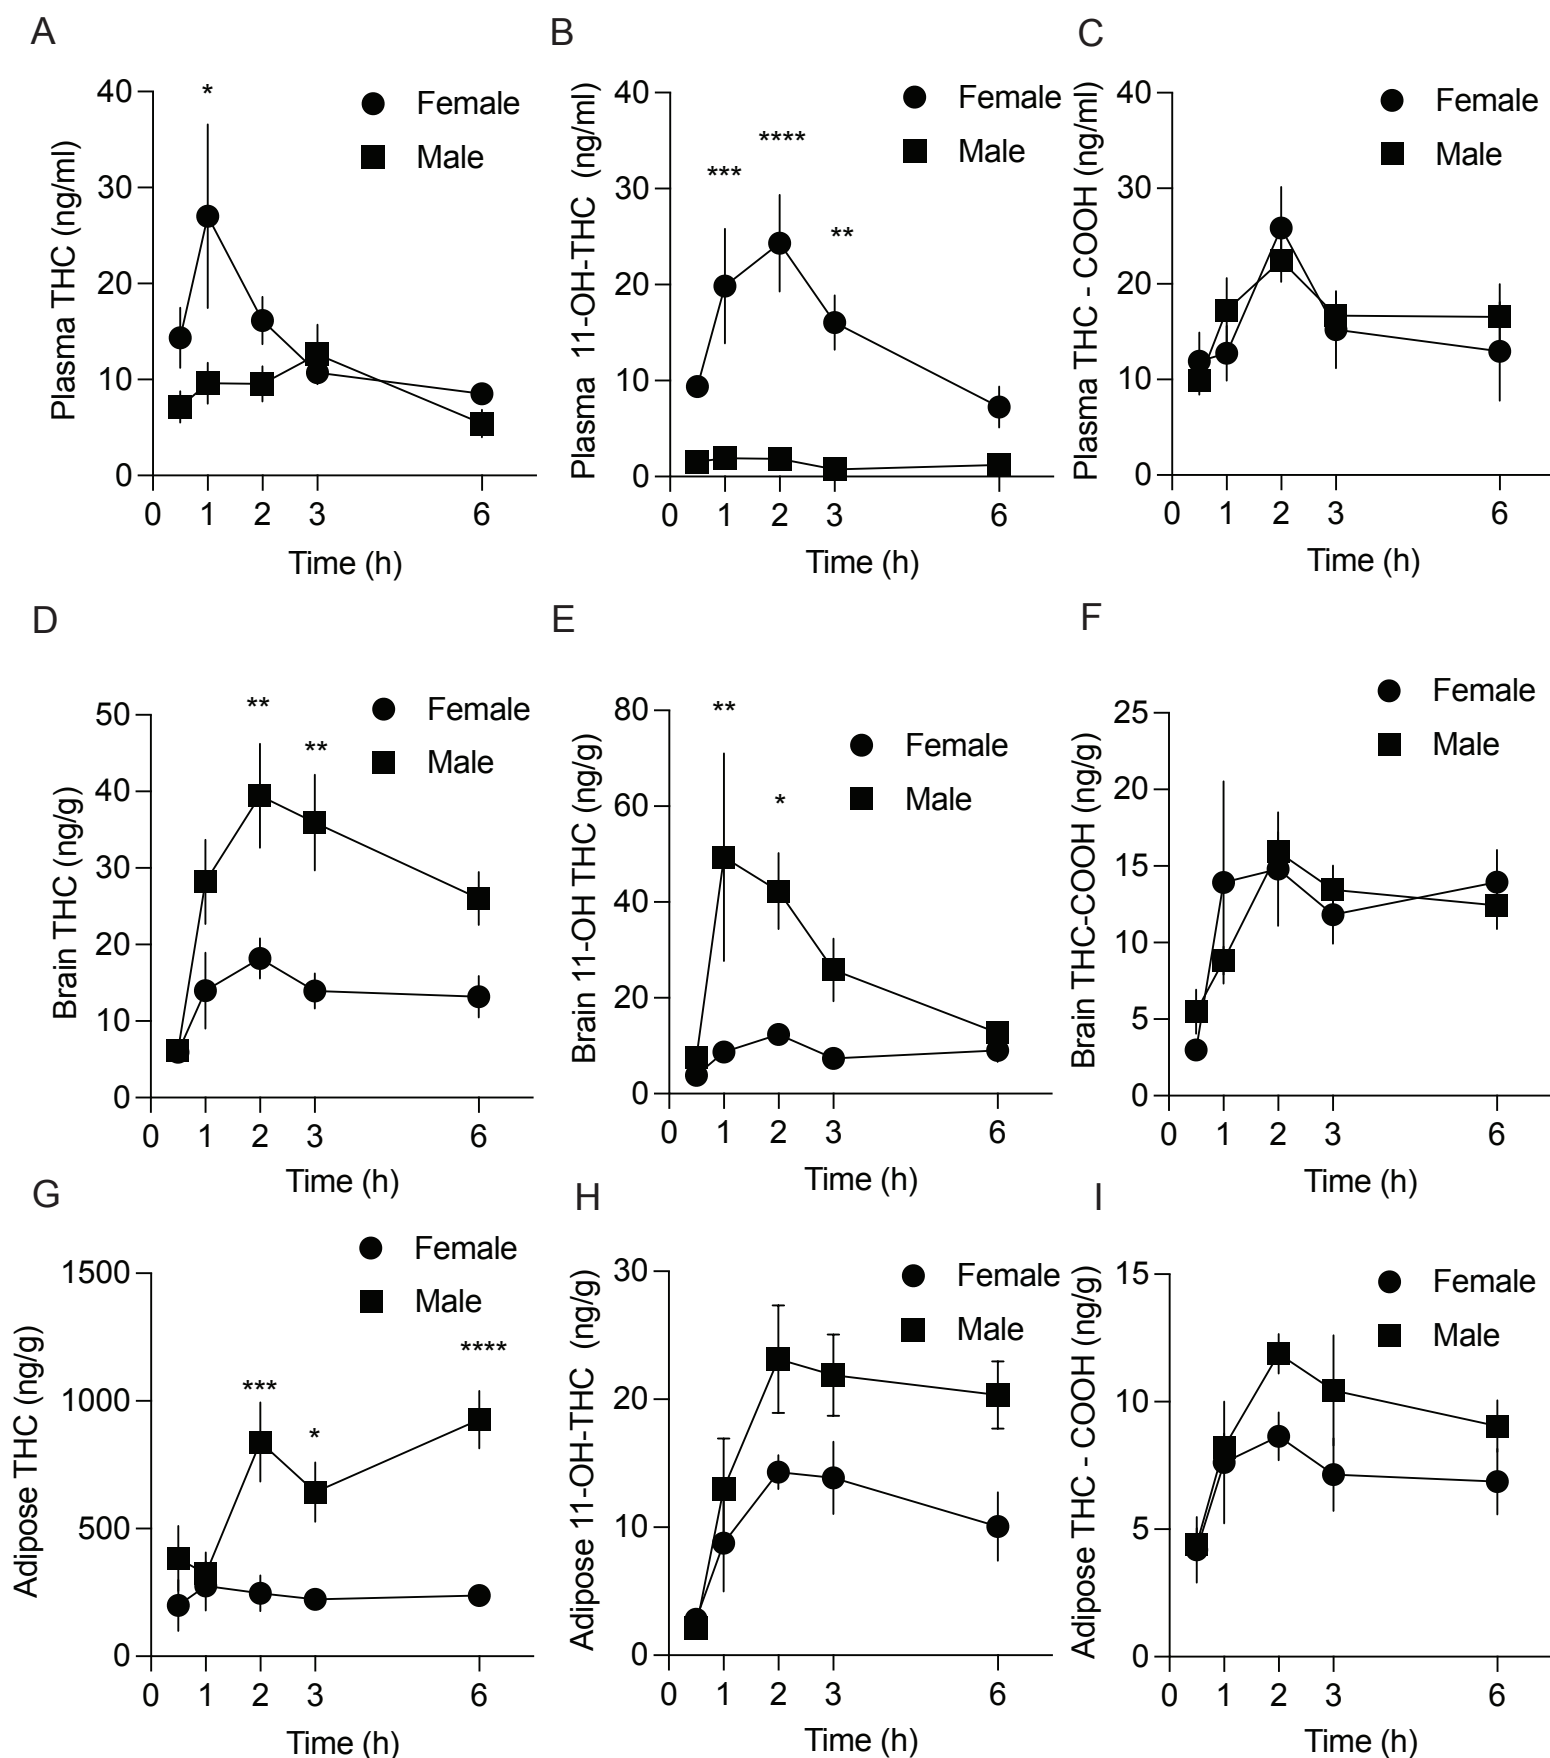 A
Plasma THC (ng/ml)
40
30
20
10
0
*
Female
Male
0 1 2 3 6
Time (h)
B
Plasma 11-OH-THC (ng/ml)
40
30
20
10
0
***
****
**
Female
Male
0 1 2 3 6
Time (h)
C
Plasma THC - COOH (ng/ml)
40
30
20
10
0
Female
Male
0 1 2 3 6
Time (h)
D
Brain THC (ng/g)
50
40
30
20
10
0
**
**
Female
Male
0 1 2 3 6
Time (h)
E
Brain 11-OH THC (ng/g)
80
60
40
20
0
**
*
Female
Male
0 1 2 3 6
Time (h)
F
Brain THC-COOH (ng/g)
25
20
15
10
5
0
Female
Male
0 1 2 3 6
Time (h)
G
Adipose THC (ng/g)
1500
1000
500
0
***
*
****
Female
Male
0 1 2 3 6
Time (h)
H
Adipose 11-OH-THC (ng/g)
30
20
10
0
Female
Male
0 1 2 3 6
Time (h)
I
Adipose THC - COOH (ng/g)
15
10
5
0
Female
Male
0 1 2 3 6
Time (h)